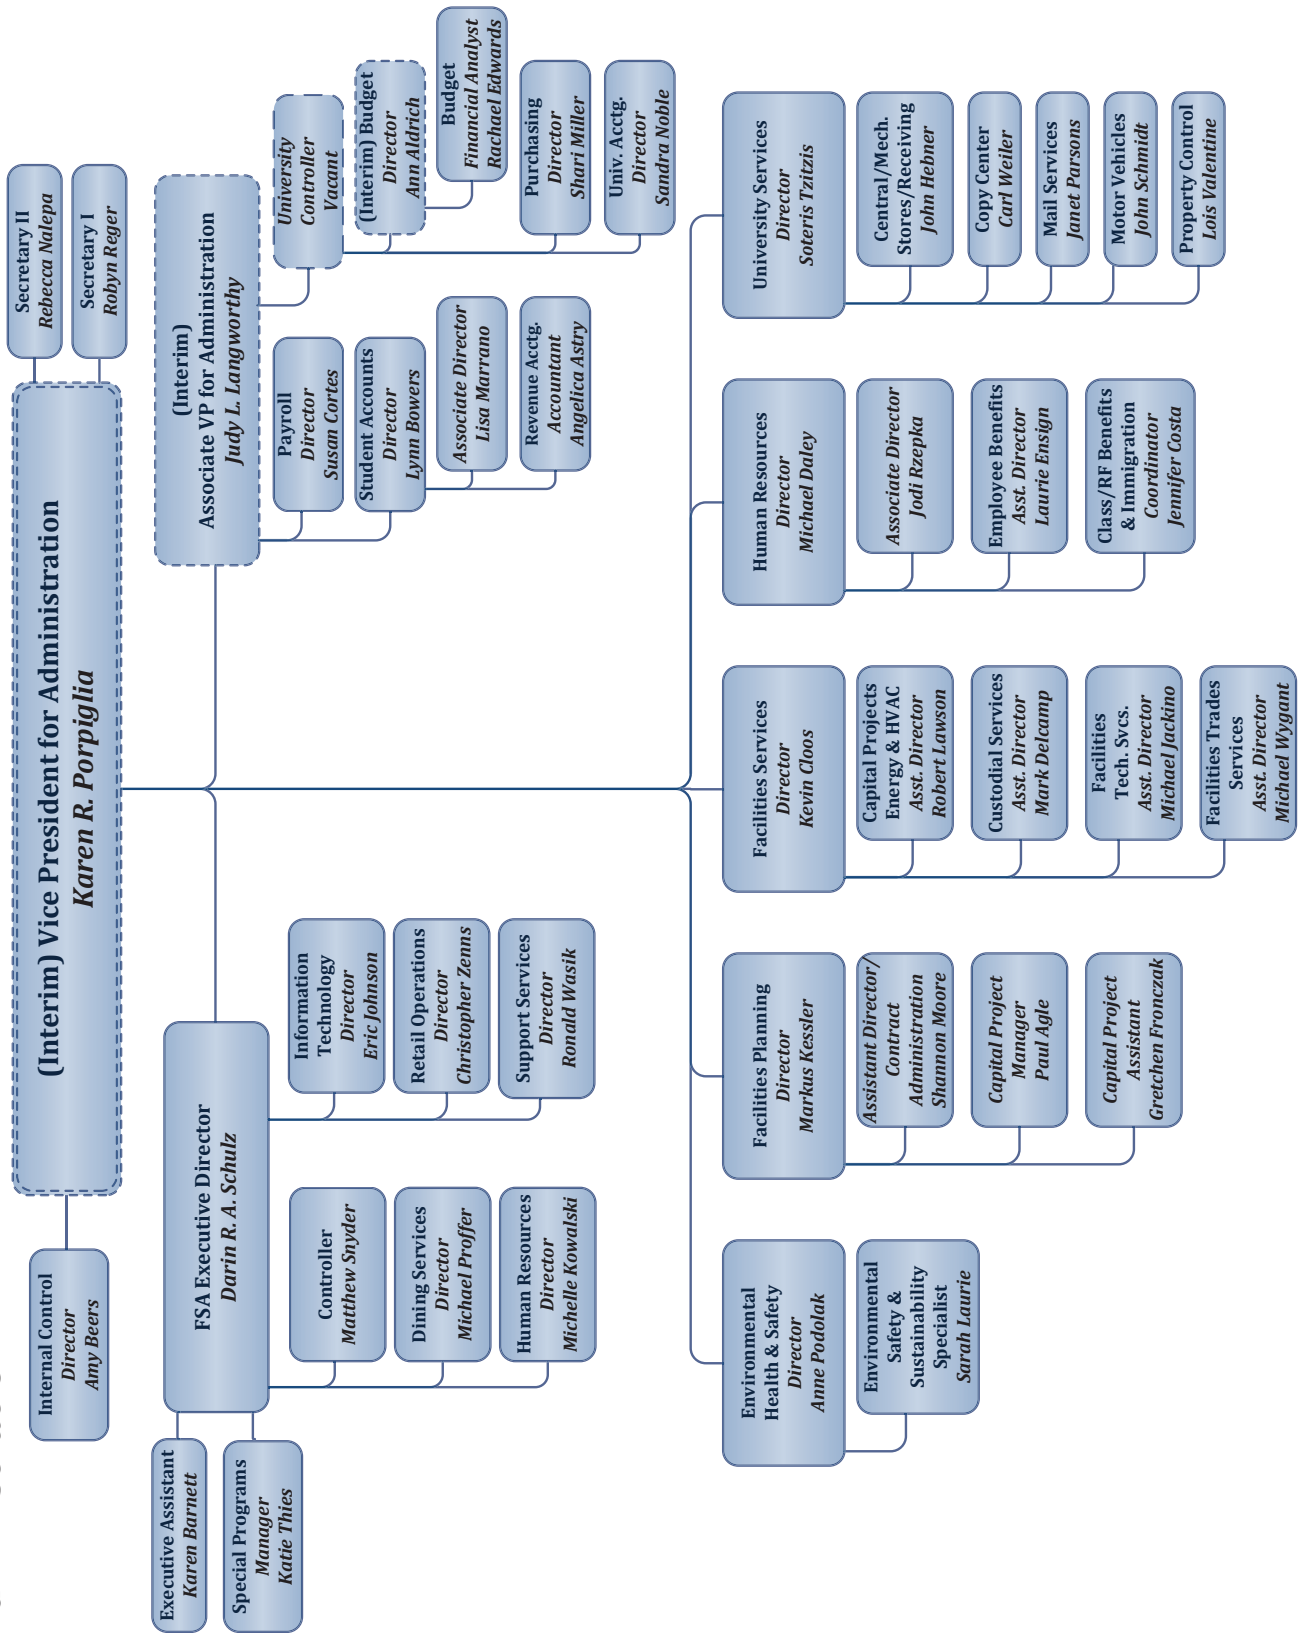 (Interim) Vice President for Administration
Karen R. Porpiglia
Internal Control
Director
Amy Beers
Secretary II
Rebecca Nalepa
Secretary I
Robyn Reger
Executive Assistant
Karen Barnett
Special Programs
Manager
Katie Thies
FSA Executive Director
Darin R. A. Schulz
Controller
Matthew Snyder
Dining Services
Director
Michael Proffer
Human Resources
Director
Michelle Kowalski
Information
Technology
Director
Eric Johnson
Retail Operations
Director
Christopher Zenns
Support Services
Director
Ronald Wasik
(Interim)
Associate VP for Administration
Judy L. Langworthy
Payroll
Director
Susan Cortes
Student Accounts
Director
Lynn Bowers
Associate Director
Lisa Marrano
Revenue Acctg.
Accountant
Angelica Astry
University
Controller
Vacant
(Interim) Budget
Director
Ann Aldrich
Budget
Financial Analyst
Rachael Edwards
Purchasing
Director
Shari Miller
Univ. Acctg.
Director
Sandra Noble
Environmental
Health & Safety
Director
Anne Podolak
Environmental
Safety &
Sustainability
Specialist
Sarah Laurie
Facilities Planning
Director
Markus Kessler
Assistant Director/
Contract
Administration
Shannon Moore
Capital Project
Manager
Paul Agle
Capital Project
Assistant
Gretchen Fronczak
Facilities Services
Director
Kevin Cloos
Capital Projects
Energy & HVAC
Asst. Director
Robert Lawson
Custodial Services
Asst. Director
Mark Delcamp
Facilities
Tech. Svcs.
Asst. Director
Michael Jackino
Facilities Trades
Services
Asst. Director
Michael Wygant
Human Resources
Director
Michael Daley
Associate Director
Jodi Rzepka
Employee Benefits
Asst. Director
Laurie Ensign
Class/RF Benefits
& Immigration
Coordinator
Jennifer Costa
University Services
Director
Soteris Tzitzis
Central/Mech.
Stores/Receiving
John Hebner
Copy Center
Carl Weiler
Mail Services
Janet Parsons
Motor Vehicles
John Schmidt
Property Control
Lois Valentine